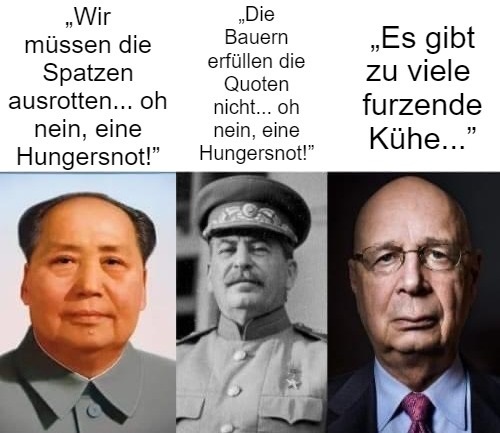 „Wir
müssen die
Spatzen
ausrotten... oh
nein, eine
Hungersnot!”
„Die
Bauern
erfüllen die
Quoten
nicht... oh
nein, eine
Hungersnot!”
„Es gibt
zu viele
furzende
Kühe...”